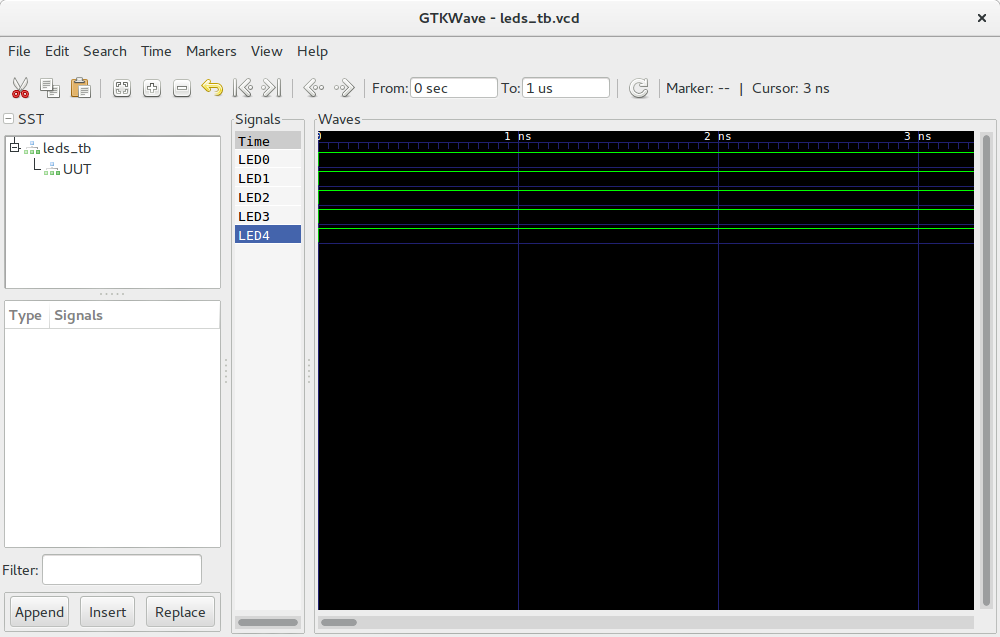 GTKWave - leds_tb.vcd
File Edit Search Time Markers View Help
From: 0 sec To: 1 us Marker: -- | Cursor: 3 ns
SST
leds_tb
UUT
Type Signals
Filter:
Append Insert Replace
Signals
Time
LED0
LED1
LED2
LED3
LED4
Waves
0 1 ns 2 ns 3 ns